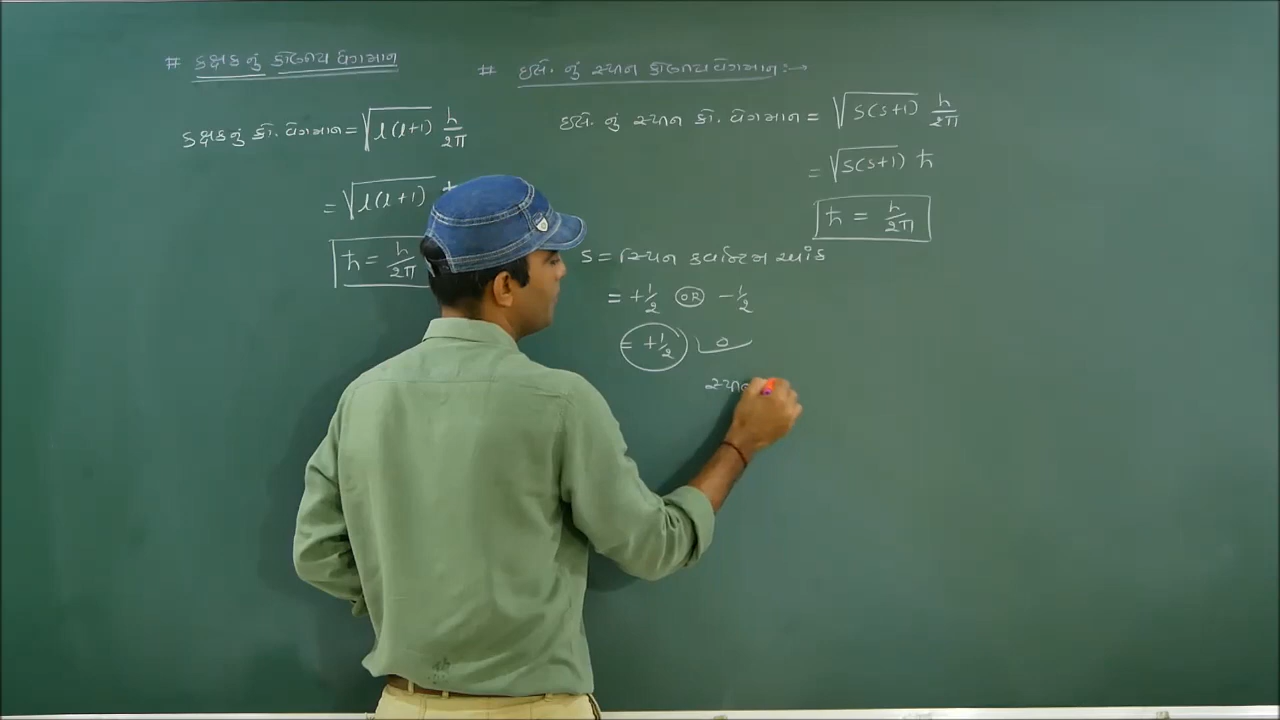 # કક્ષકનું કોણીય વેગમાન
કક્ષકનું કો. વેગમાન = √l(l+1) h/2π
= √l(l+1)
ħ = h/2π
# ઇલે. નું સ્પીન કોણીય વેગમાન :→
ઇલે. નું સ્પીન કો. વેગમાન = √s(s+1) h/2π
= √s(s+1) ħ
ħ = h/2π
s = સ્પિન ક્વોન્ટમ આંક
= +1/2 OR -1/2
= +1/2